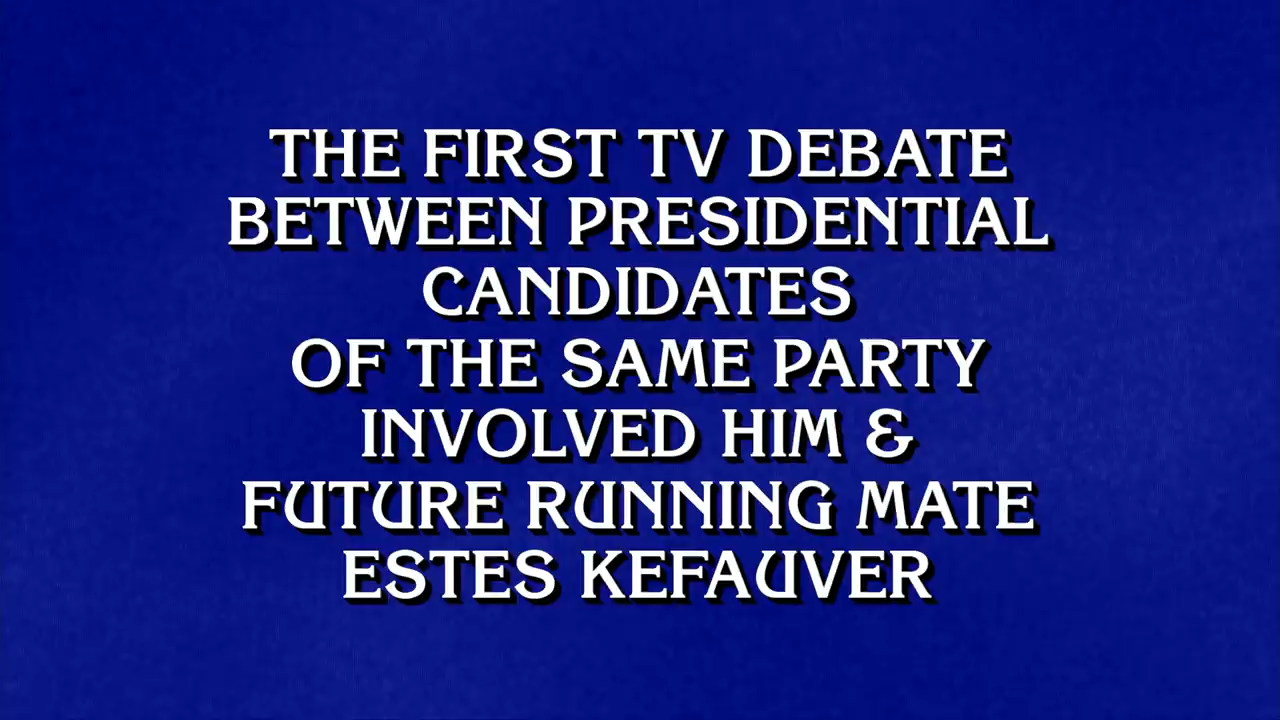 THE FIRST TV DEBATE
BETWEEN PRESIDENTIAL
CANDIDATES
OF THE SAME PARTY
INVOLVED HIM &
FUTURE RUNNING MATE
ESTES KEFAUVER